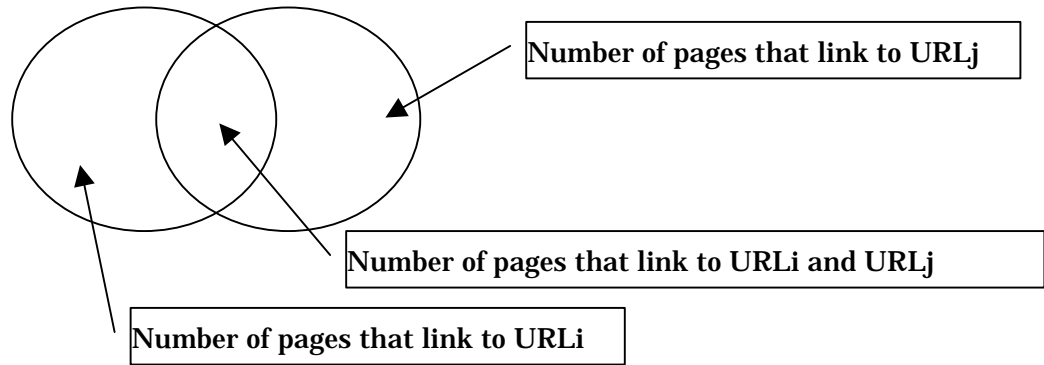 Number of pages that link to URLj
Number of pages that link to URLi and URLj
Number of pages that link to URLi